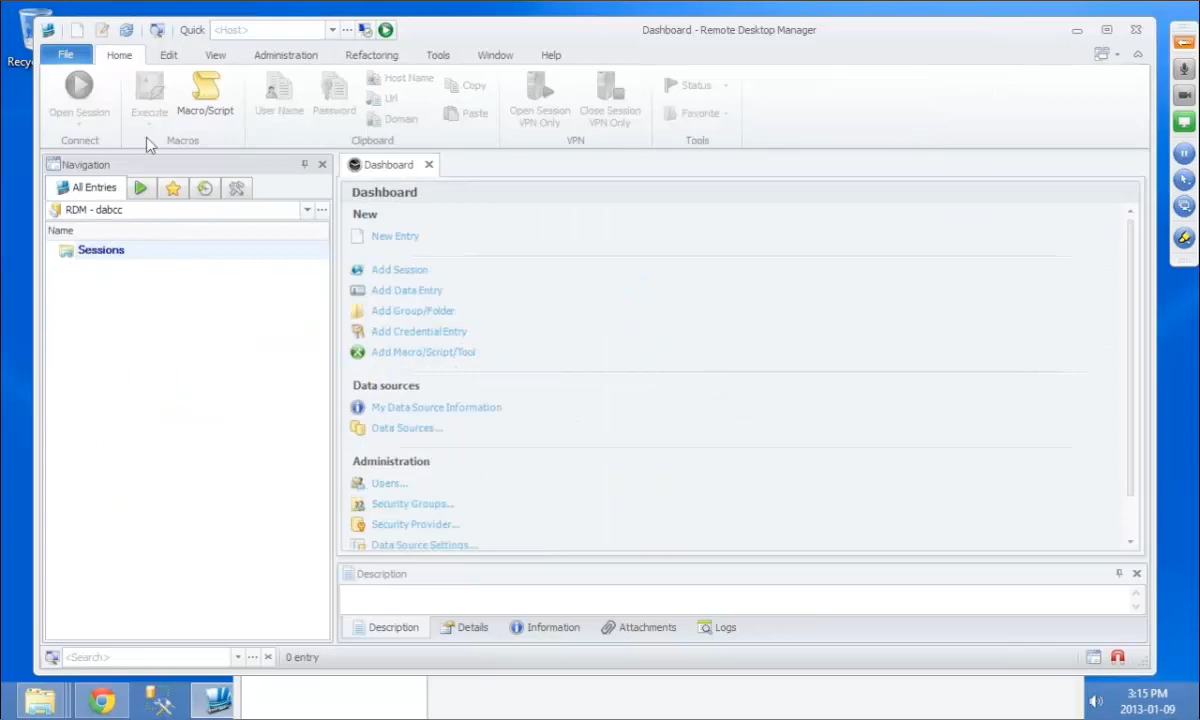 Recyc
Quick <Host>
Dashboard - Remote Desktop Manager
File Home Edit View Administration Refactoring Tools Window Help
Open Session Execute Macro/Script User Name Password Host Name Url Domain Copy Paste Open Session VPN Only Close Session VPN Only Status Favorite
Connect Macros Clipboard VPN Tools
Navigation
All Entries
RDM - dabcc
Name
Sessions
Dashboard
Dashboard
New
New Entry
Add Session
Add Data Entry
Add Group/Folder
Add Credential Entry
Add Macro/Script/Tool
Data sources
My Data Source Information
Data Sources...
Administration
Users...
Security Groups...
Security Provider...
Data Source Settings...
Description
Description Details Information Attachments Logs
<Search> 0 entry
3:15 PM
2013-01-09